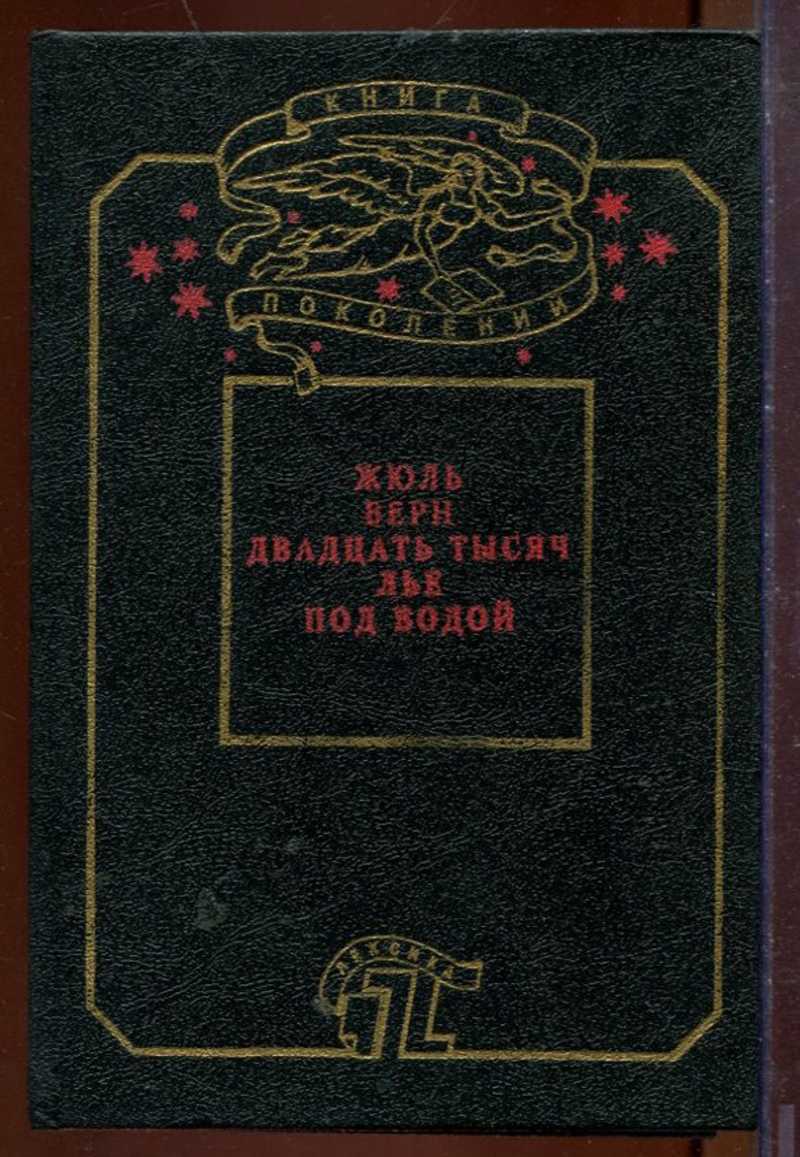 КНИГА
ПОКОЛЕНИЙ
ЖЮЛЬ
ВЕРН
ДВАДЦАТЬ ТЫСЯЧ
ЛЬЕ
ПОД ВОДОЙ
ЛЕКСИКА